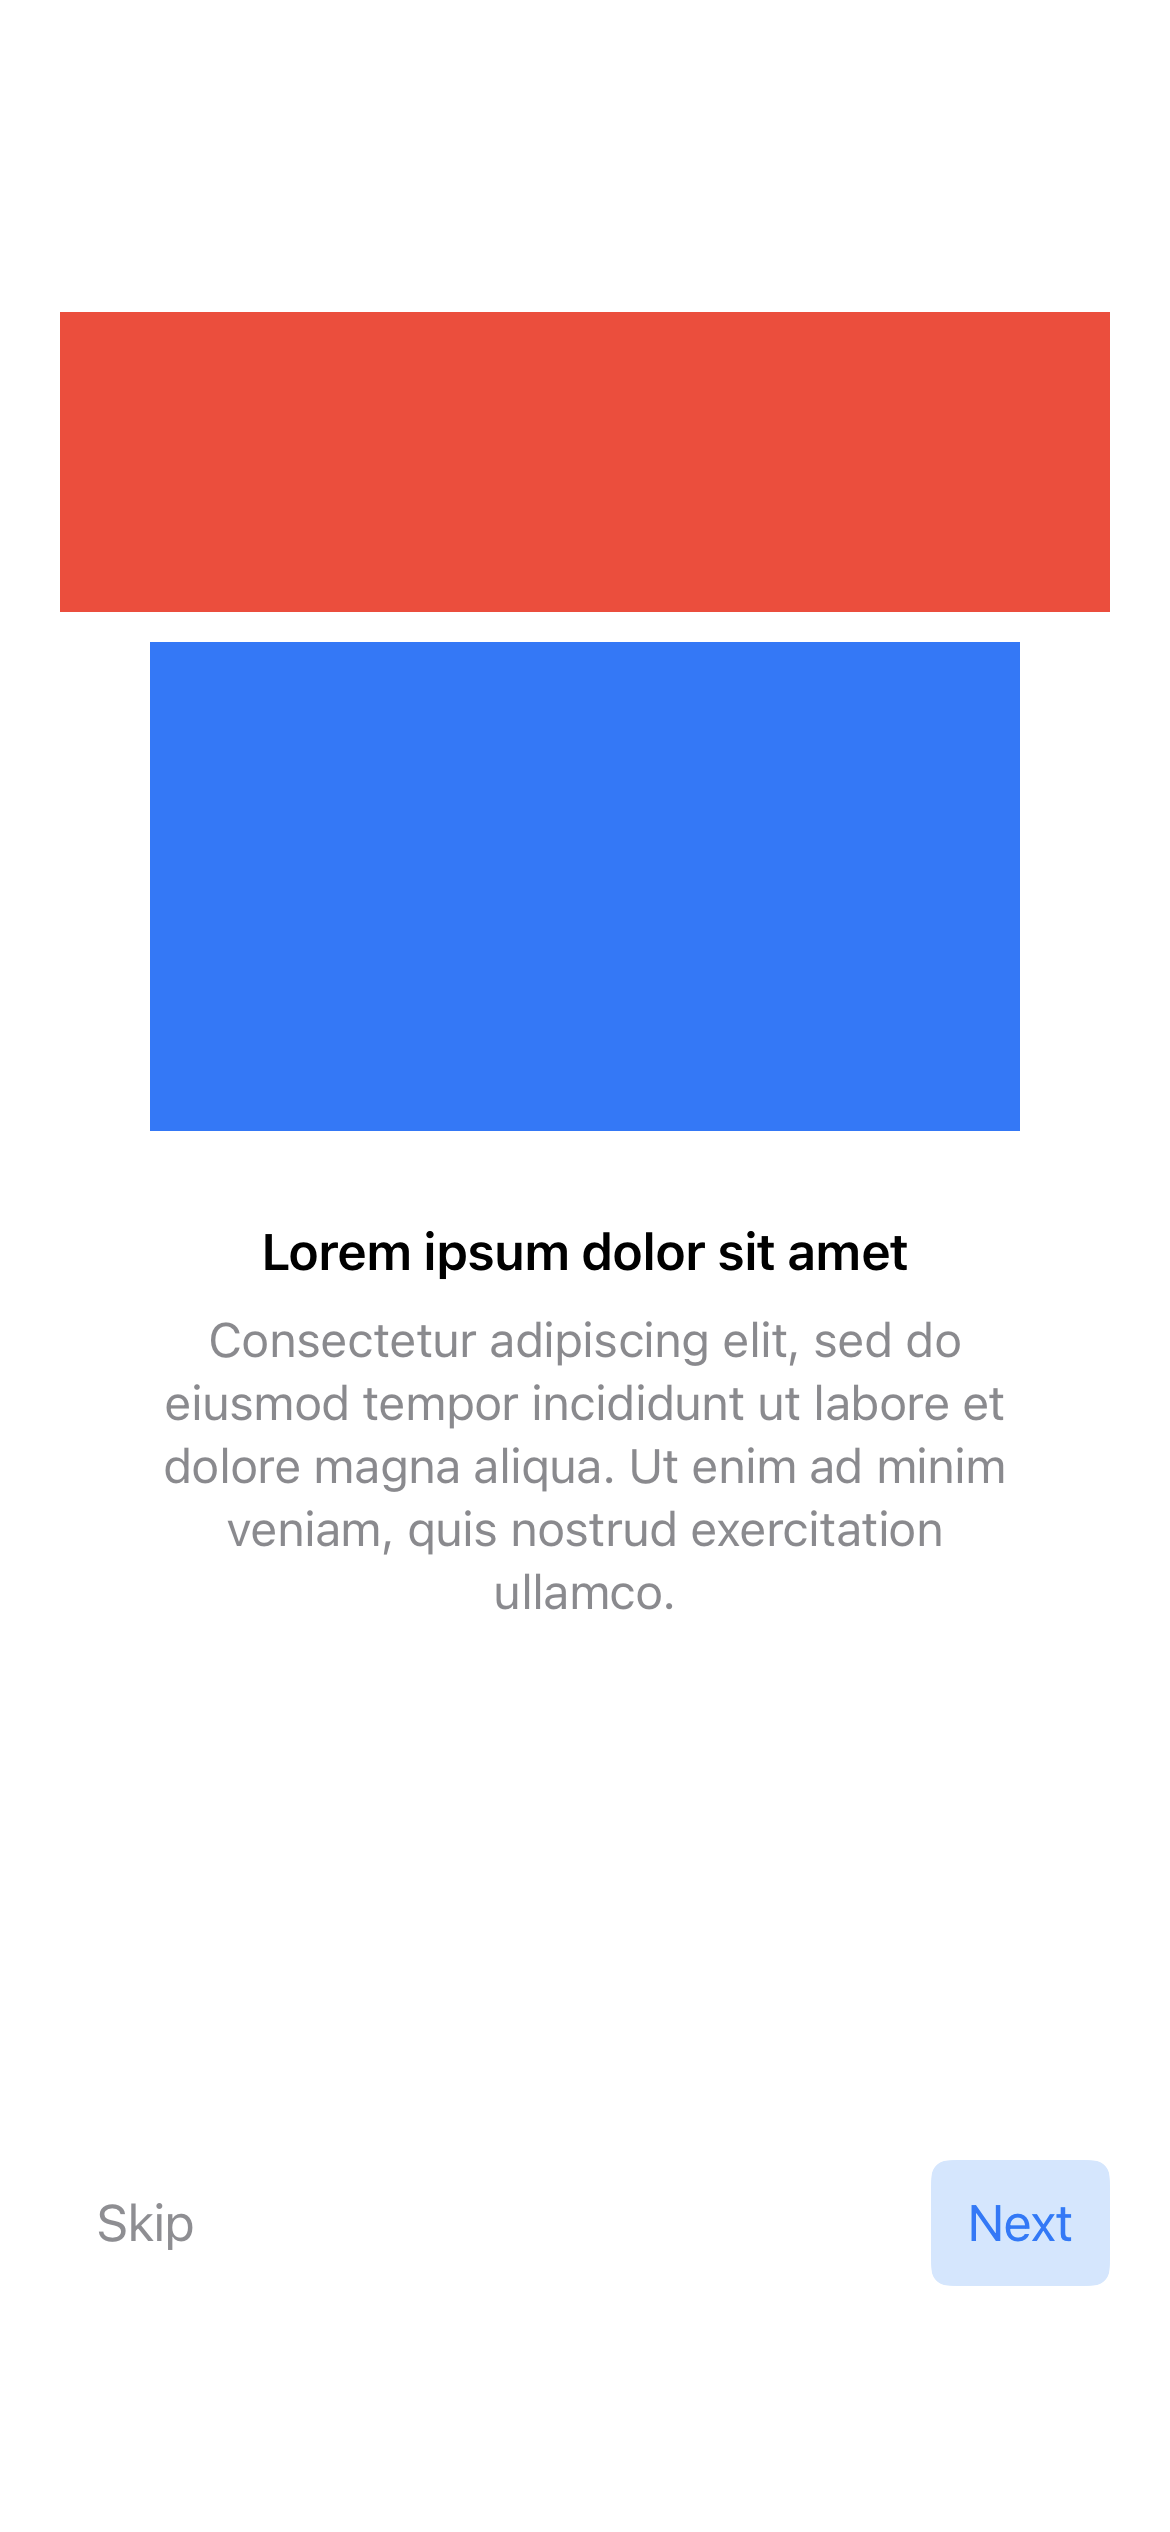 Lorem ipsum dolor sit amet
Consectetur adipiscing elit, sed do
eiusmod tempor incididunt ut labore et
dolore magna aliqua. Ut enim ad minim
veniam, quis nostrud exercitation
ullamco.
Skip
Next